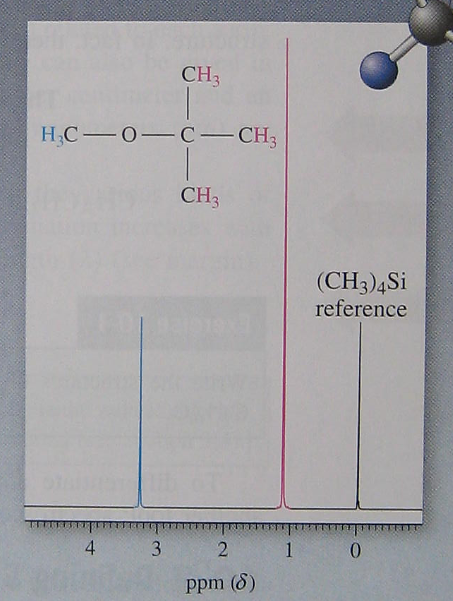 CH3
H3C — O — C — CH3
CH3
(CH3)4Si
reference
4 3 2 1 0
ppm (δ)